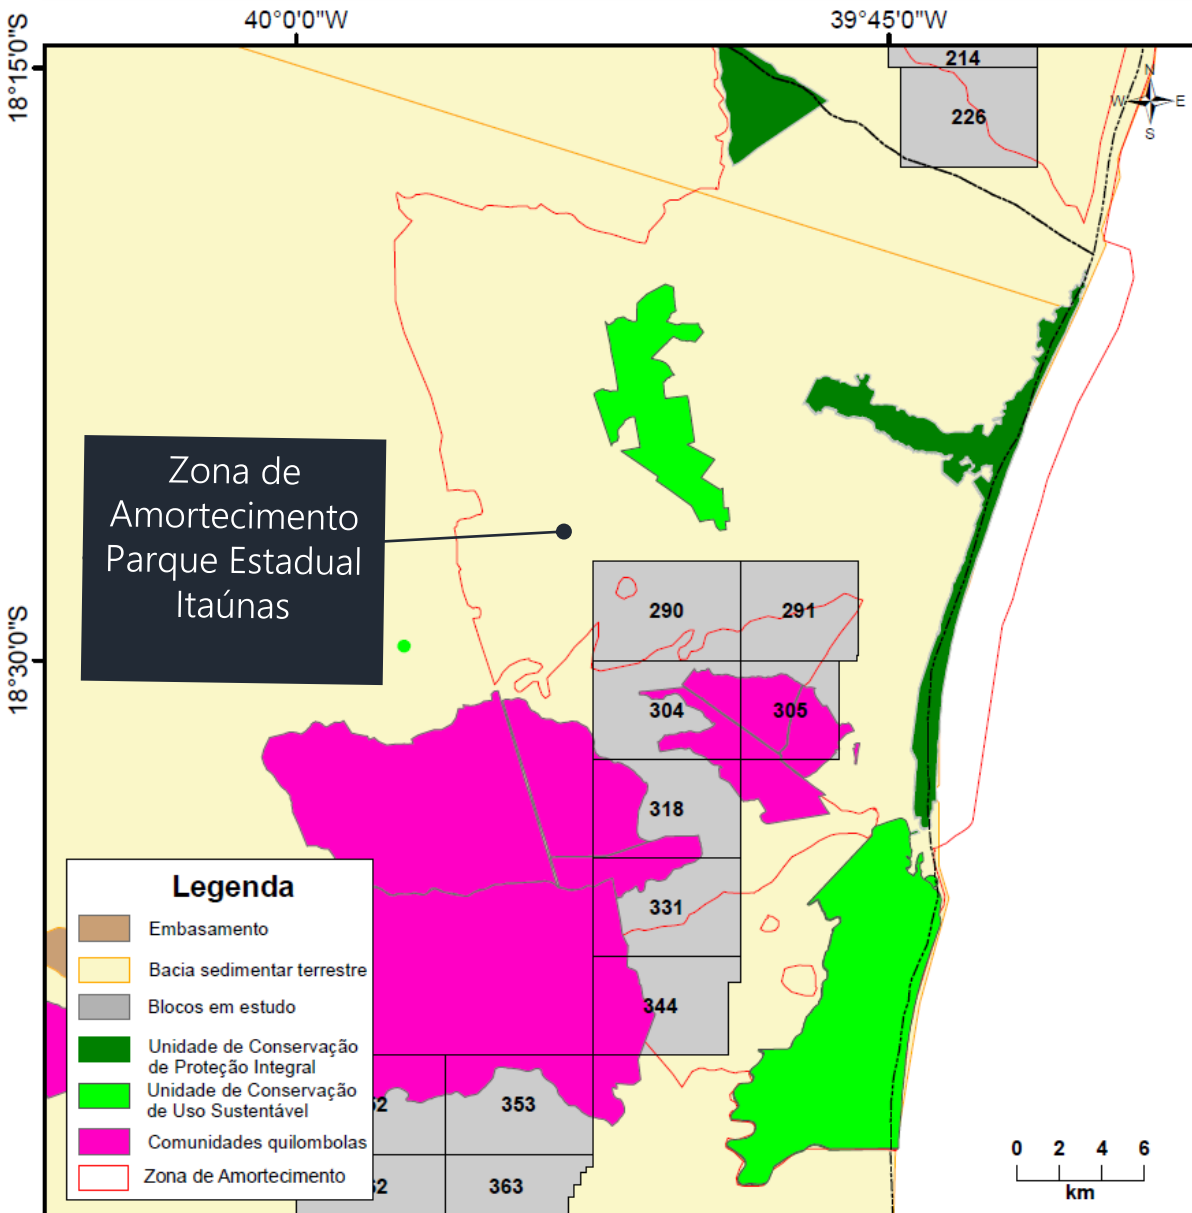 40°0'0"W
39°45'0"W
18°15'0"S
214
N
W
E
S
226
Zona de
Amortecimento
Parque Estadual
Itaúnas
290
291
18°30'0"S
304
305
318
331
344
Legenda
Embasamento
Bacia sedimentar terrestre
Blocos em estudo
Unidade de Conservação
de Proteção Integral
Unidade de Conservação
de Uso Sustentável
Comunidades quilombolas
Zona de Amortecimento
353
363
0 2 4 6
km